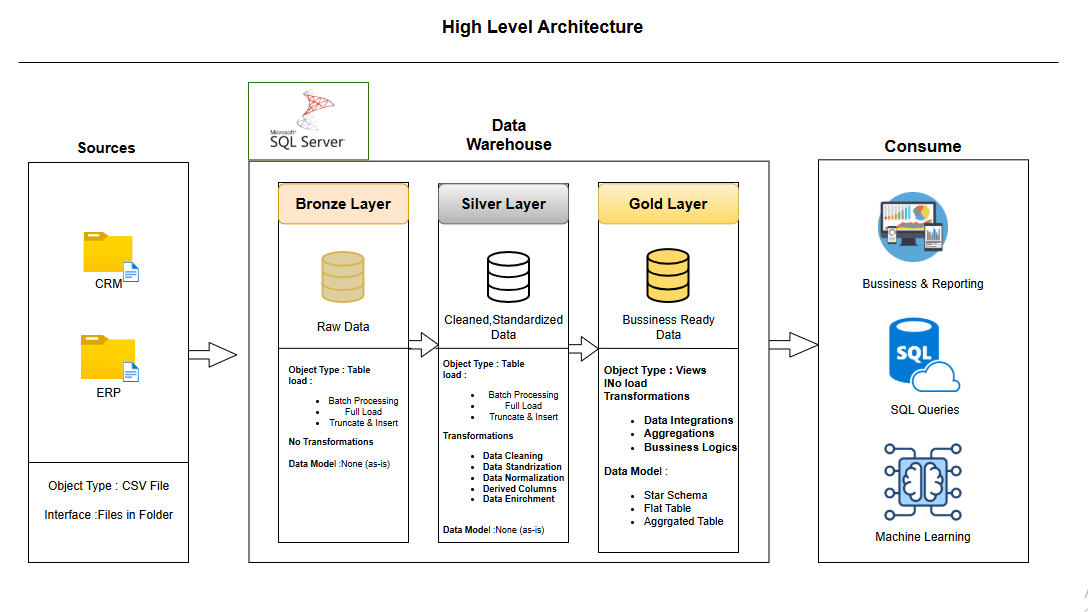 High Level Architecture
Microsoft®
SQL Server
Data
Warehouse
Sources
CRM
ERP
Object Type : CSV File
Interface :Files in Folder
Bronze Layer
Raw Data
Object Type : Table
load :
Batch Processing
Full Load
Truncate & Insert
No Transformations
Data Model :None (as-is)
Silver Layer
Cleaned,Standardized
Data
Object Type : Table
load :
Batch Processing
Full Load
Truncate & Insert
Transformations
Data Cleaning
Data Standrization
Data Normalization
Derived Columns
Data Enirchment
Data Model :None (as-is)
Gold Layer
Bussiness Ready
Data
Object Type : Views
lNo load
Transformations
Data Integrations
Aggregations
Bussiness Logics
Data Model :
Star Schema
Flat Table
Aggrgated Table
Consume
Bussiness & Reporting
SQL
SQL Queries
Machine Learning